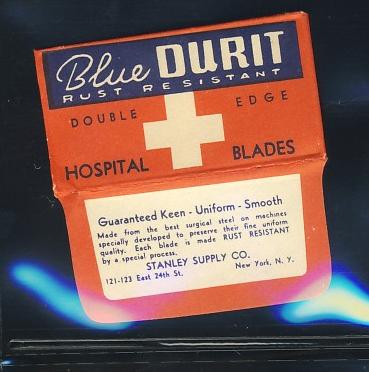 Blue DURIT
RUST RESISTANT
DOUBLE EDGE
HOSPITAL BLADES
Guaranteed Keen - Uniform - Smooth
Made from the best surgical steel on machines
specially developed to preserve their fine uniform
quality. Each blade is made RUST RESISTANT
by a special process.
STANLEY SUPPLY CO.
121-123 East 24th St. New York, N. Y.